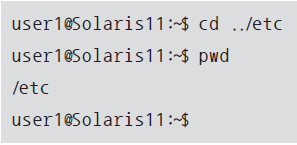 user1@Solaris11:~$ cd ../etc
user1@Solaris11:~$ pwd
/etc
user1@Solaris11:~$